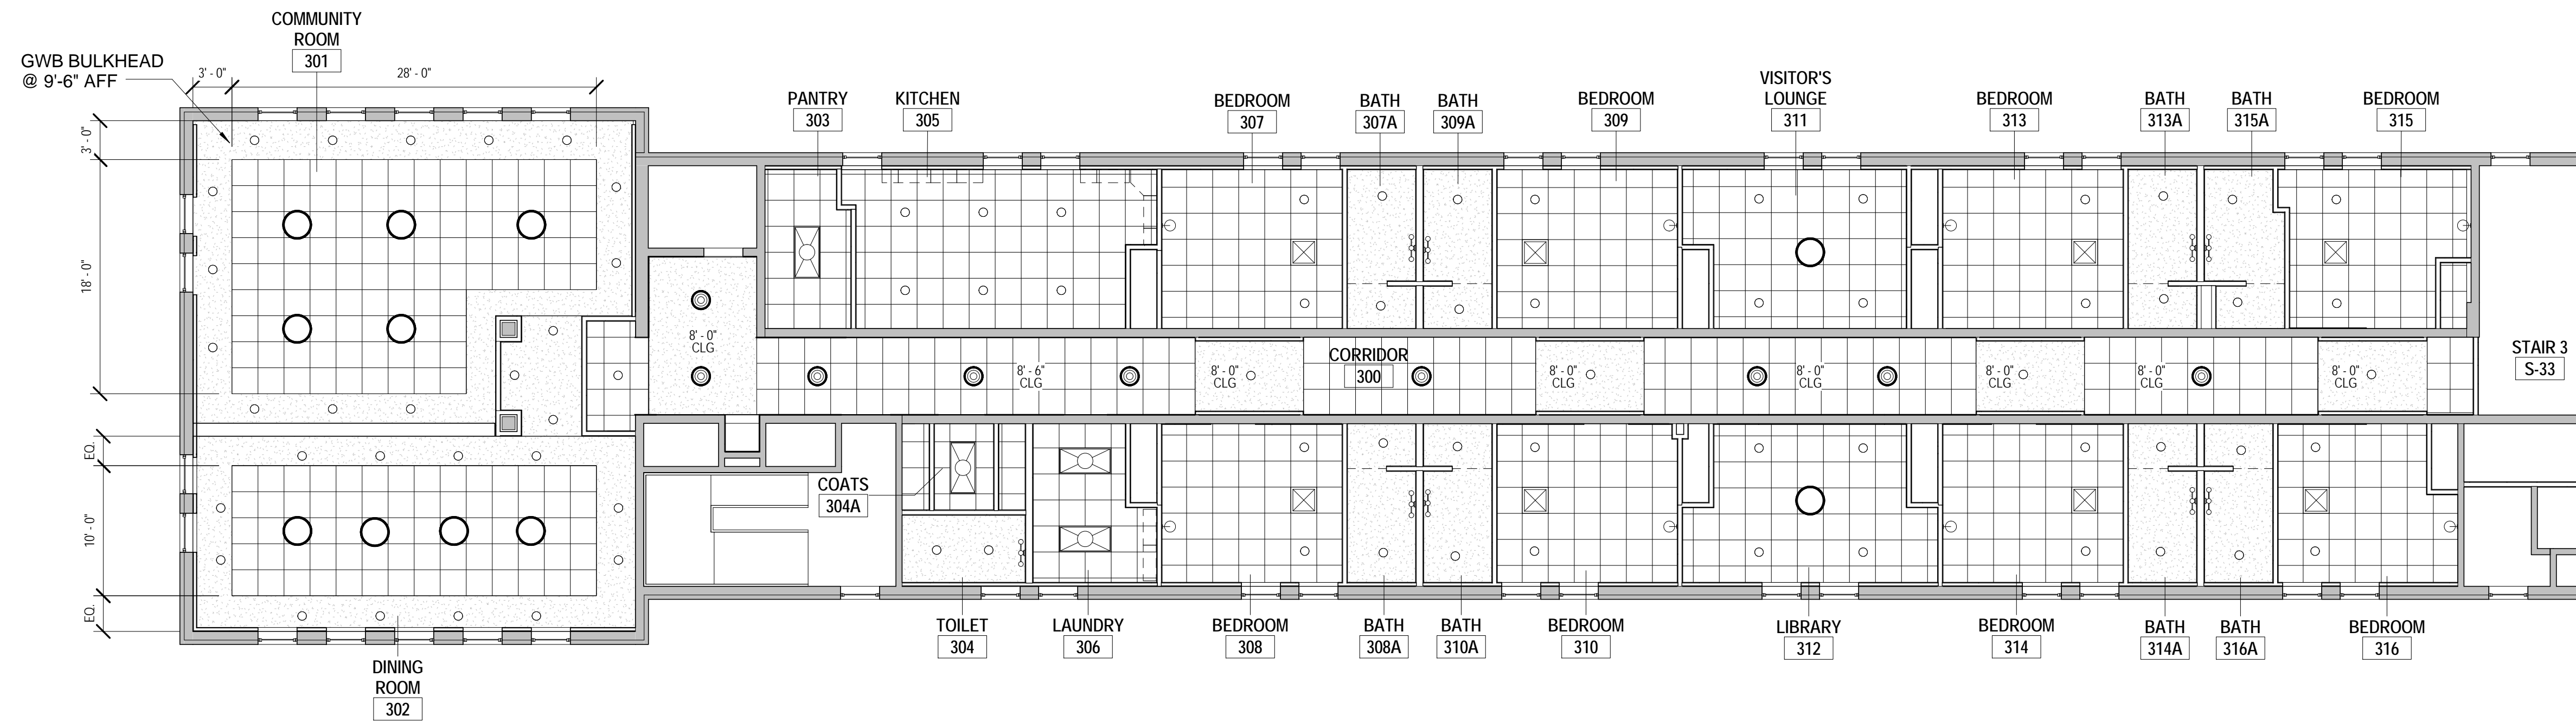 COMMUNITY
ROOM
301
GWB BULKHEAD
@ 9'-6" AFF
3' - 0"
28' - 0"
3' - 0"
18' - 0"
EQ.
10' - 0"
EQ.
PANTRY
303
KITCHEN
305
BEDROOM
307
BATH
307A
BATH
309A
BEDROOM
309
VISITOR'S
LOUNGE
311
BEDROOM
313
BATH
313A
BATH
315A
BEDROOM
315
8' - 0"
CLG
8' - 6"
CLG
8' - 0"
CLG
CORRIDOR
300
8' - 0"
CLG
8' - 0"
CLG
8' - 0"
CLG
8' - 0"
CLG
8' - 0"
CLG
STAIR 3
S-33
COATS
304A
DINING
ROOM
302
TOILET
304
LAUNDRY
306
BEDROOM
308
BATH
308A
BATH
310A
BEDROOM
310
LIBRARY
312
BEDROOM
314
BATH
314A
BATH
316A
BEDROOM
316